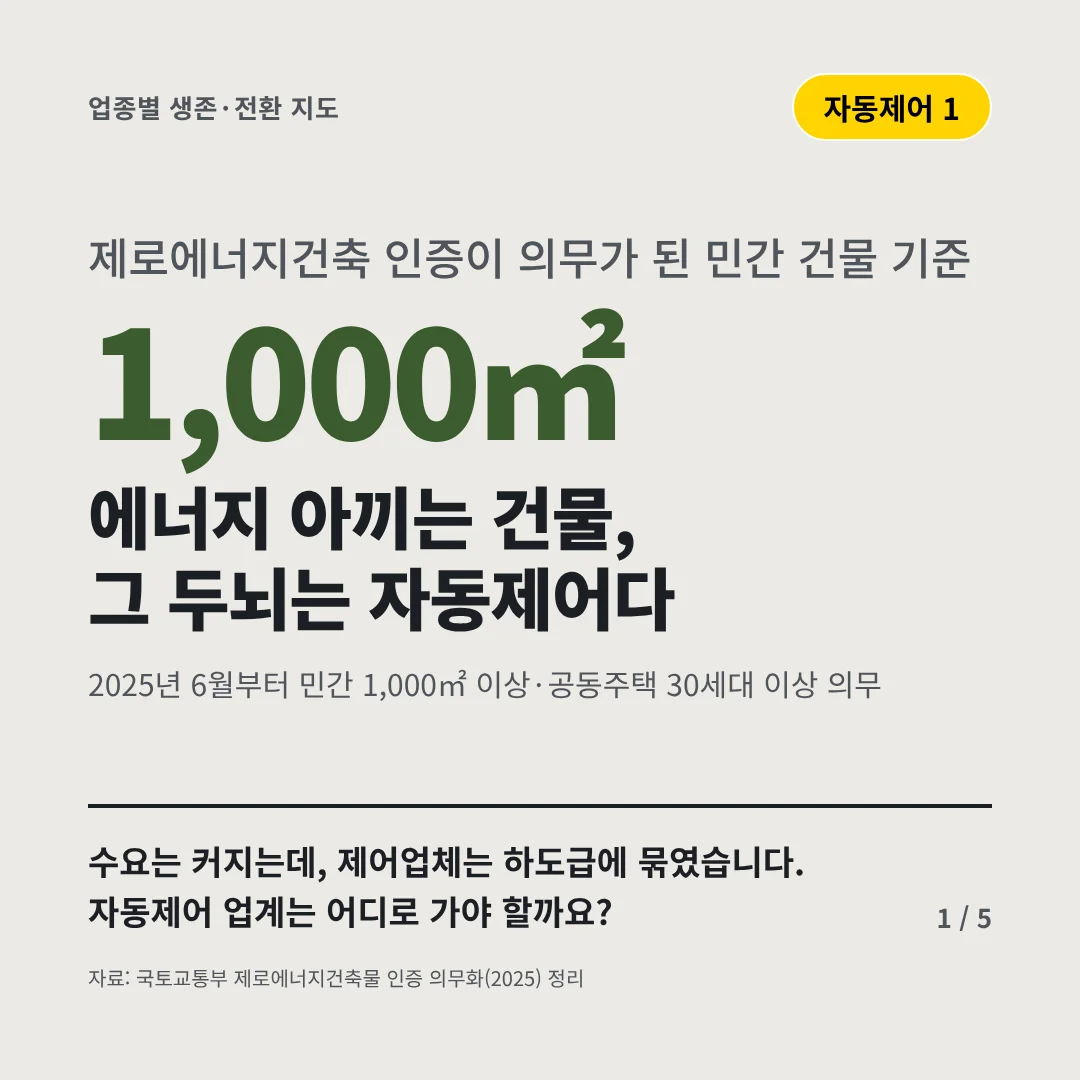 업종별 생존·전환 지도
자동제어 1
제로에너지건축 인증이 의무가 된 민간 건물 기준
1,000㎡
에너지 아끼는 건물,
그 두뇌는 자동제어다
2025년 6월부터 민간 1,000㎡ 이상·공동주택 30세대 이상 의무
수요는 커지는데, 제어업체는 하도급에 묶였습니다.
자동제어 업계는 어디로 가야 할까요?
1 / 5
자료: 국토교통부 제로에너지건축물 인증 의무화(2025) 정리